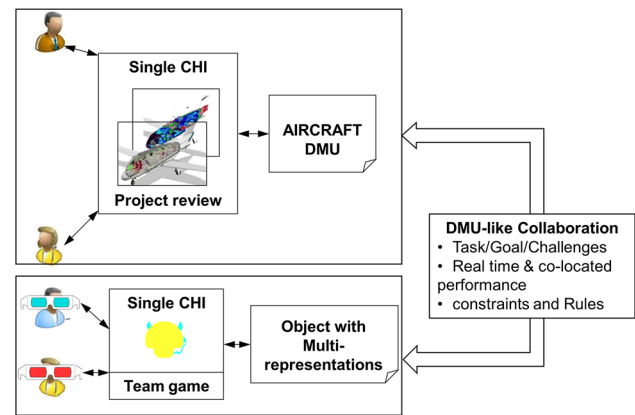 Single CHI
Project review
AIRCRAFT
DMU
DMU-like Collaboration
• Task/Goal/Challenges
• Real time & co-located
performance
• constraints and Rules
Single CHI
Team game
Object with
Multi-
representations